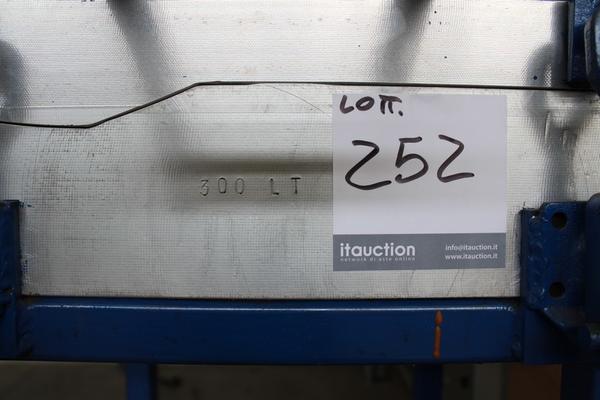 LOTT.
252
300 LT
itauction
network di aste online
info@itauction.it
www.itauction.it